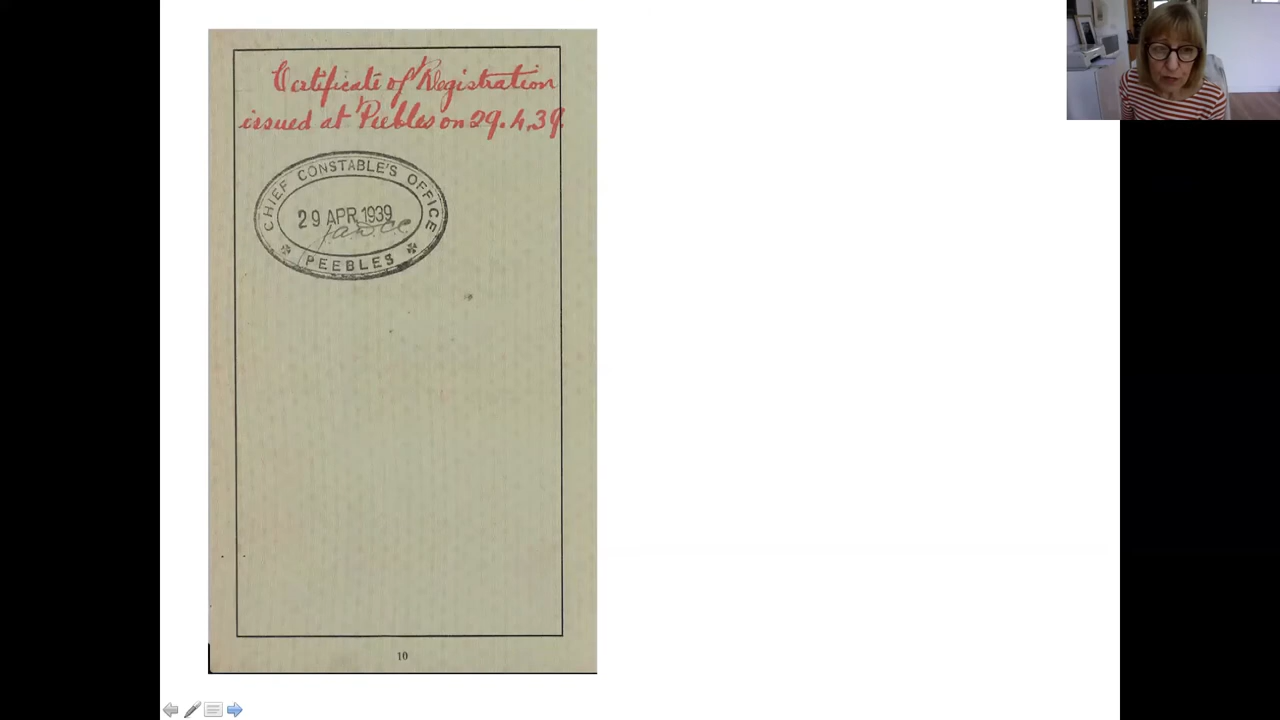 Certificate of Registration
issued at Peebles on 29.4.39.
CHIEF CONSTABLE'S OFFICE
29 APR 1939
PEEBLES
10